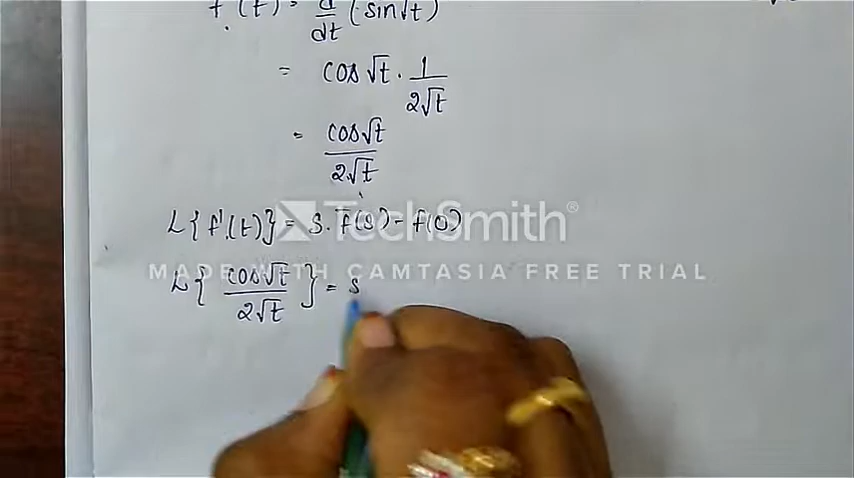 f'(t) = d/dt (sin√t)
= cos√t · 1/2√t
= cos√t/2√t
L{f'(t)} = s. f̄(s) - f(0)
TechSmith®
MADE WITH CAMTASIA FREE TRIAL
L{ cos√t/2√t } = s